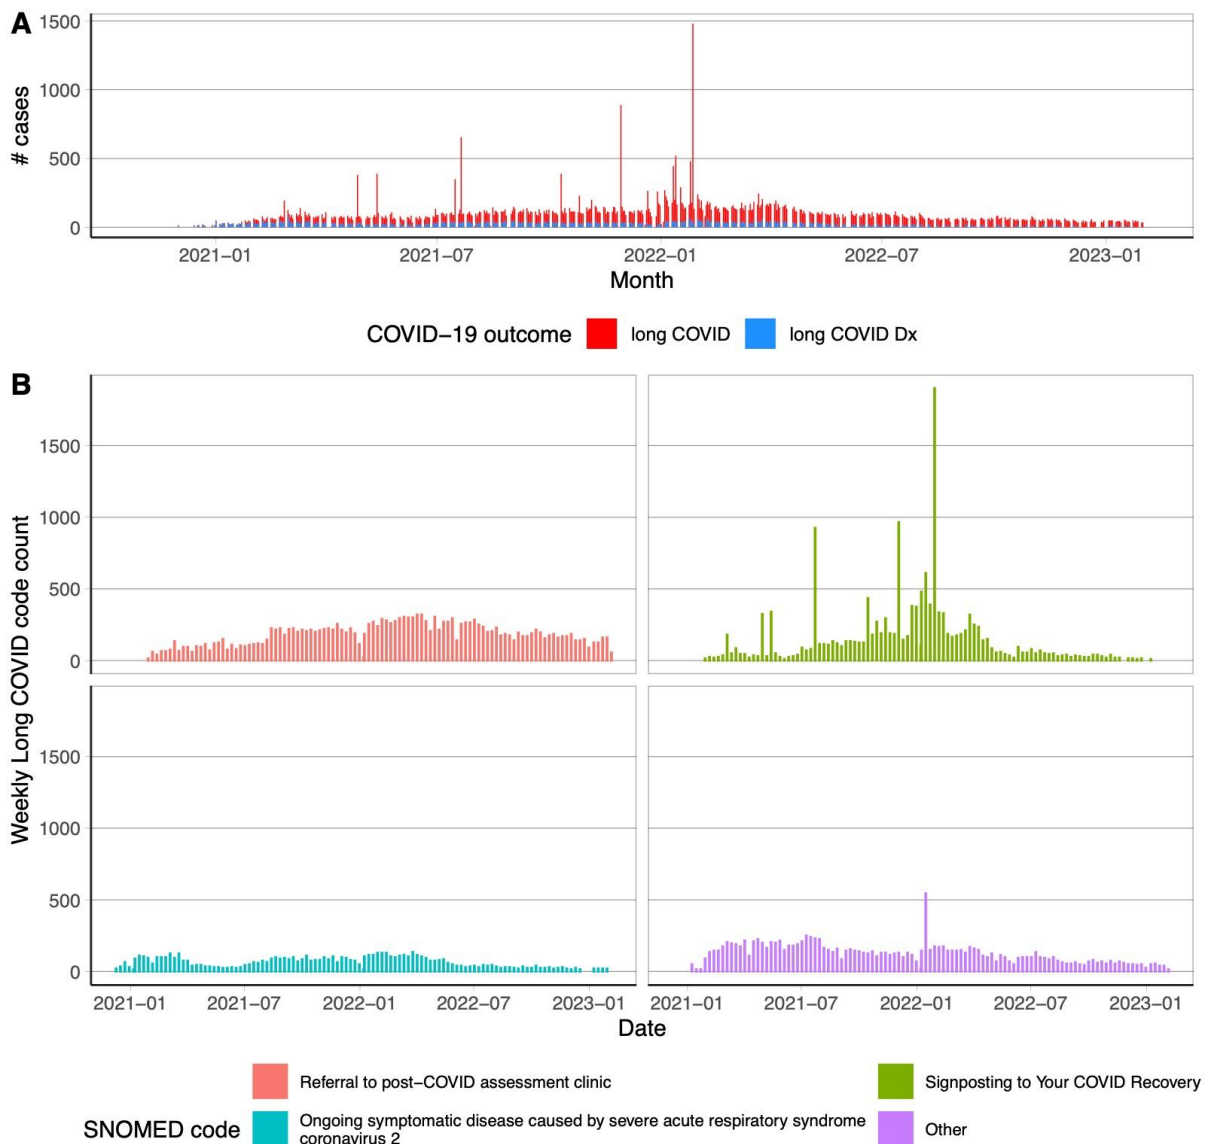 A
1500
1000
500
0
# cases
2021−01
2021−07
2022−01
2022−07
2023−01
Month
COVID−19 outcome
long COVID
long COVID Dx
B
Weekly Long COVID code count
1500
1000
500
0
1500
1000
500
0
2021−01
2021−07
2022−01
2022−07
2023−01
2021−01
2021−07
2022−01
2022−07
2023−01
Date
SNOMED code
Referral to post−COVID assessment clinic
Signposting to Your COVID Recovery
Ongoing symptomatic disease caused by severe acute respiratory syndrome
coronavirus 2
Other